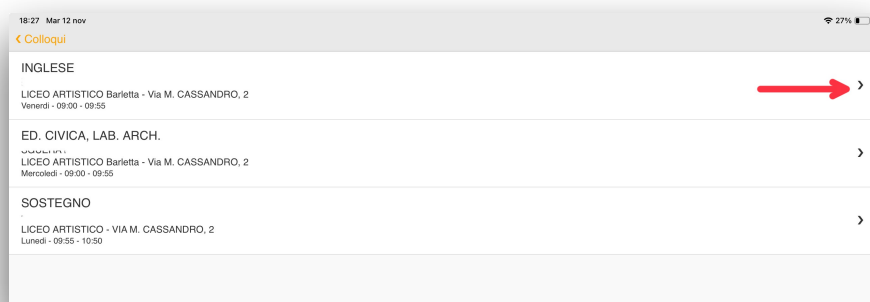 18:27 Mar 12 nov
27%
Colloqui
INGLESE
LICEO ARTISTICO Barletta - Via M. CASSANDRO, 2
Venerdì - 09:00 - 09:55
ED. CIVICA, LAB. ARCH.
LICEO ARTISTICO Barletta - Via M. CASSANDRO, 2
Mercoledì - 09:00 - 09:55
SOSTEGNO
LICEO ARTISTICO - VIA M. CASSANDRO, 2
Lunedì - 09:55 - 10:50